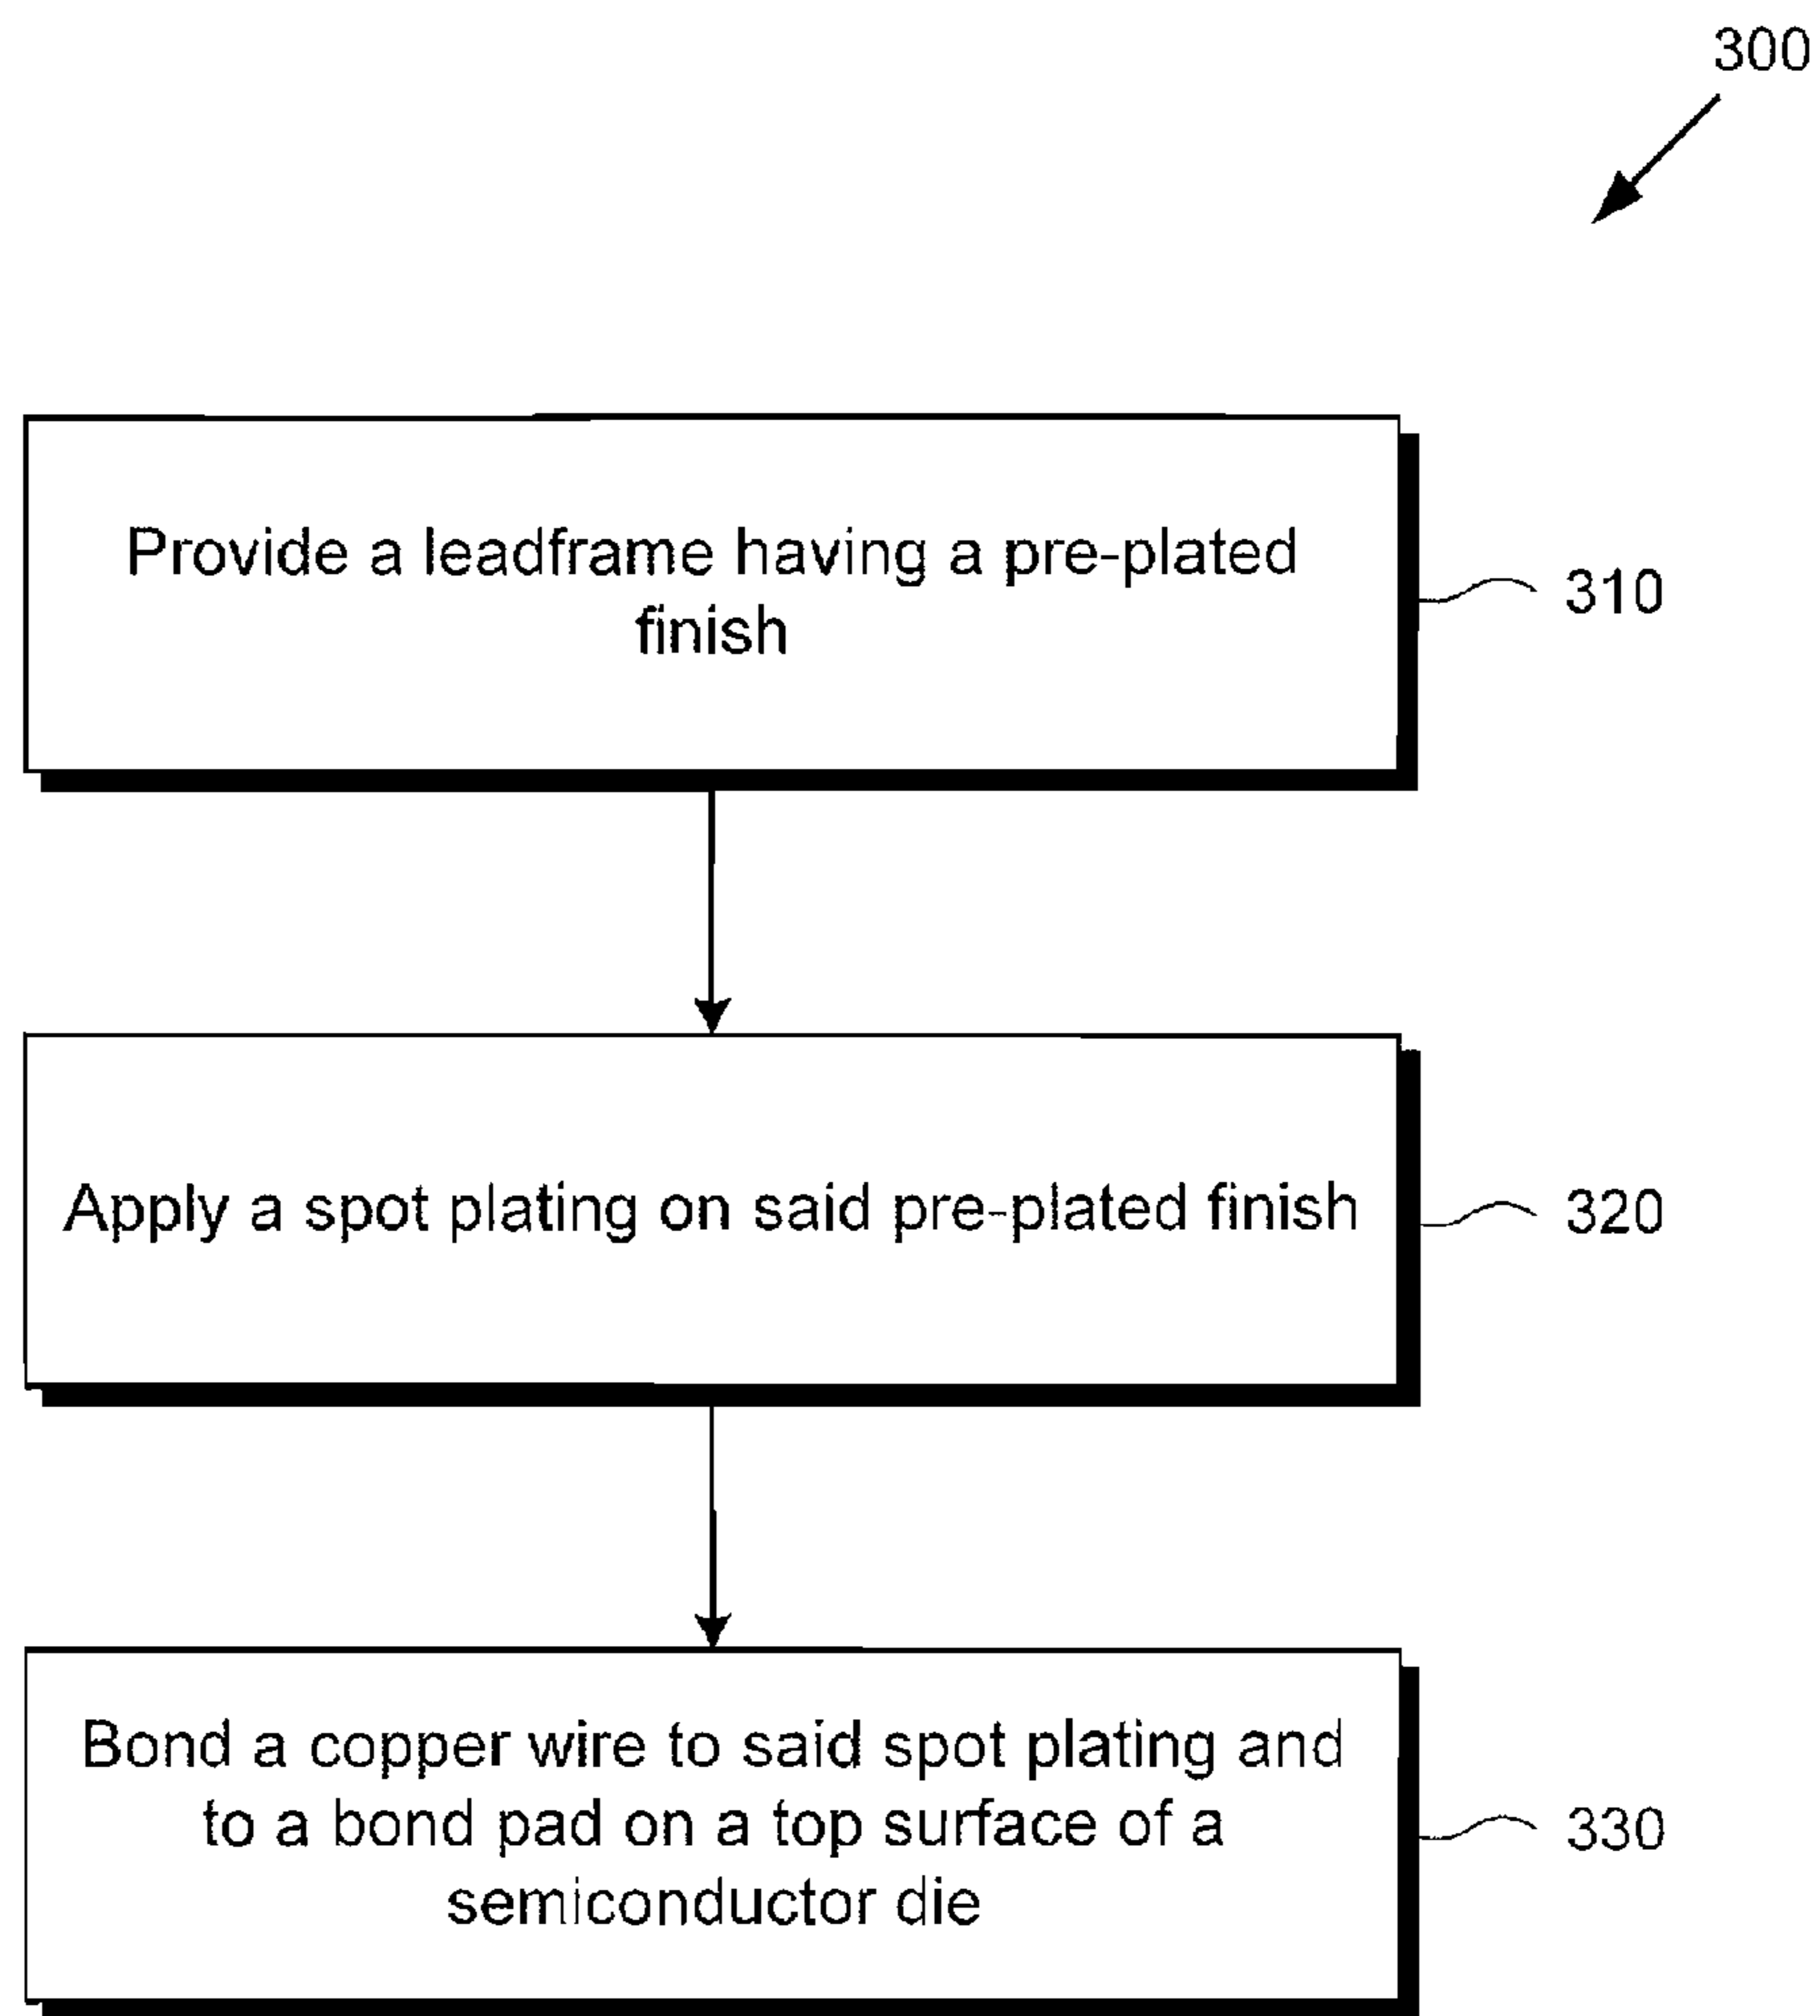 300
Provide a leadframe having a pre-plated
finish
310
Apply a spot plating on said pre-plated finish
320
Bond a copper wire to said spot plating and
to a bond pad on a top surface of a
semiconductor die
330